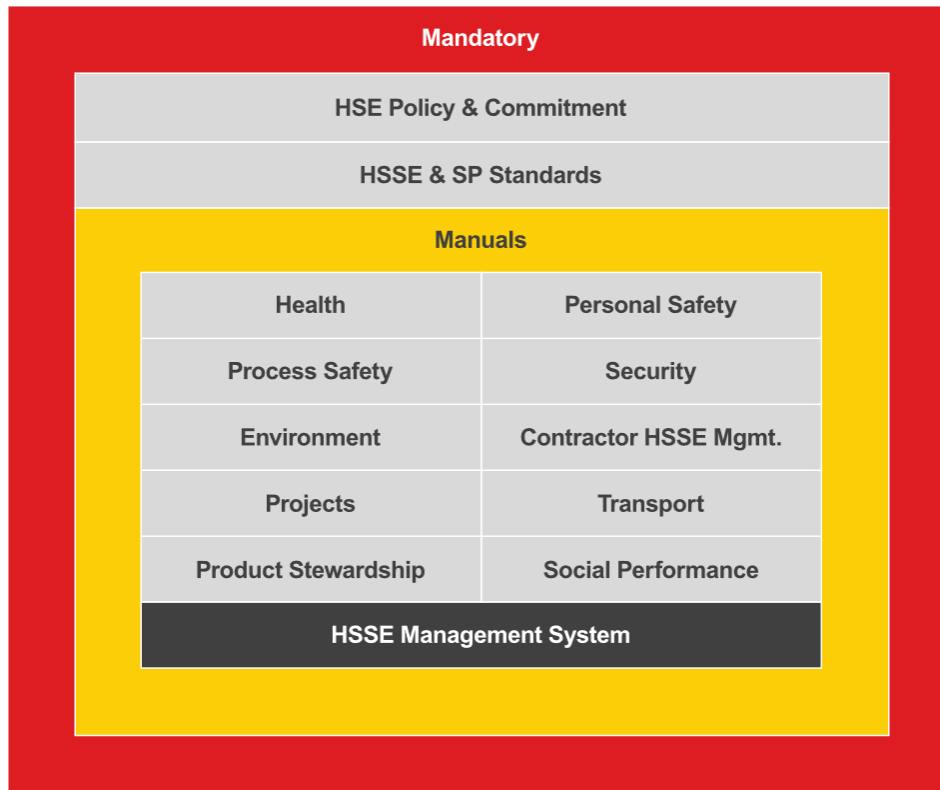 Mandatory
HSE Policy & Commitment
HSSE & SP Standards
Manuals
Health
Personal Safety
Process Safety
Security
Environment
Contractor HSSE Mgmt.
Projects
Transport
Product Stewardship
Social Performance
HSSE Management System